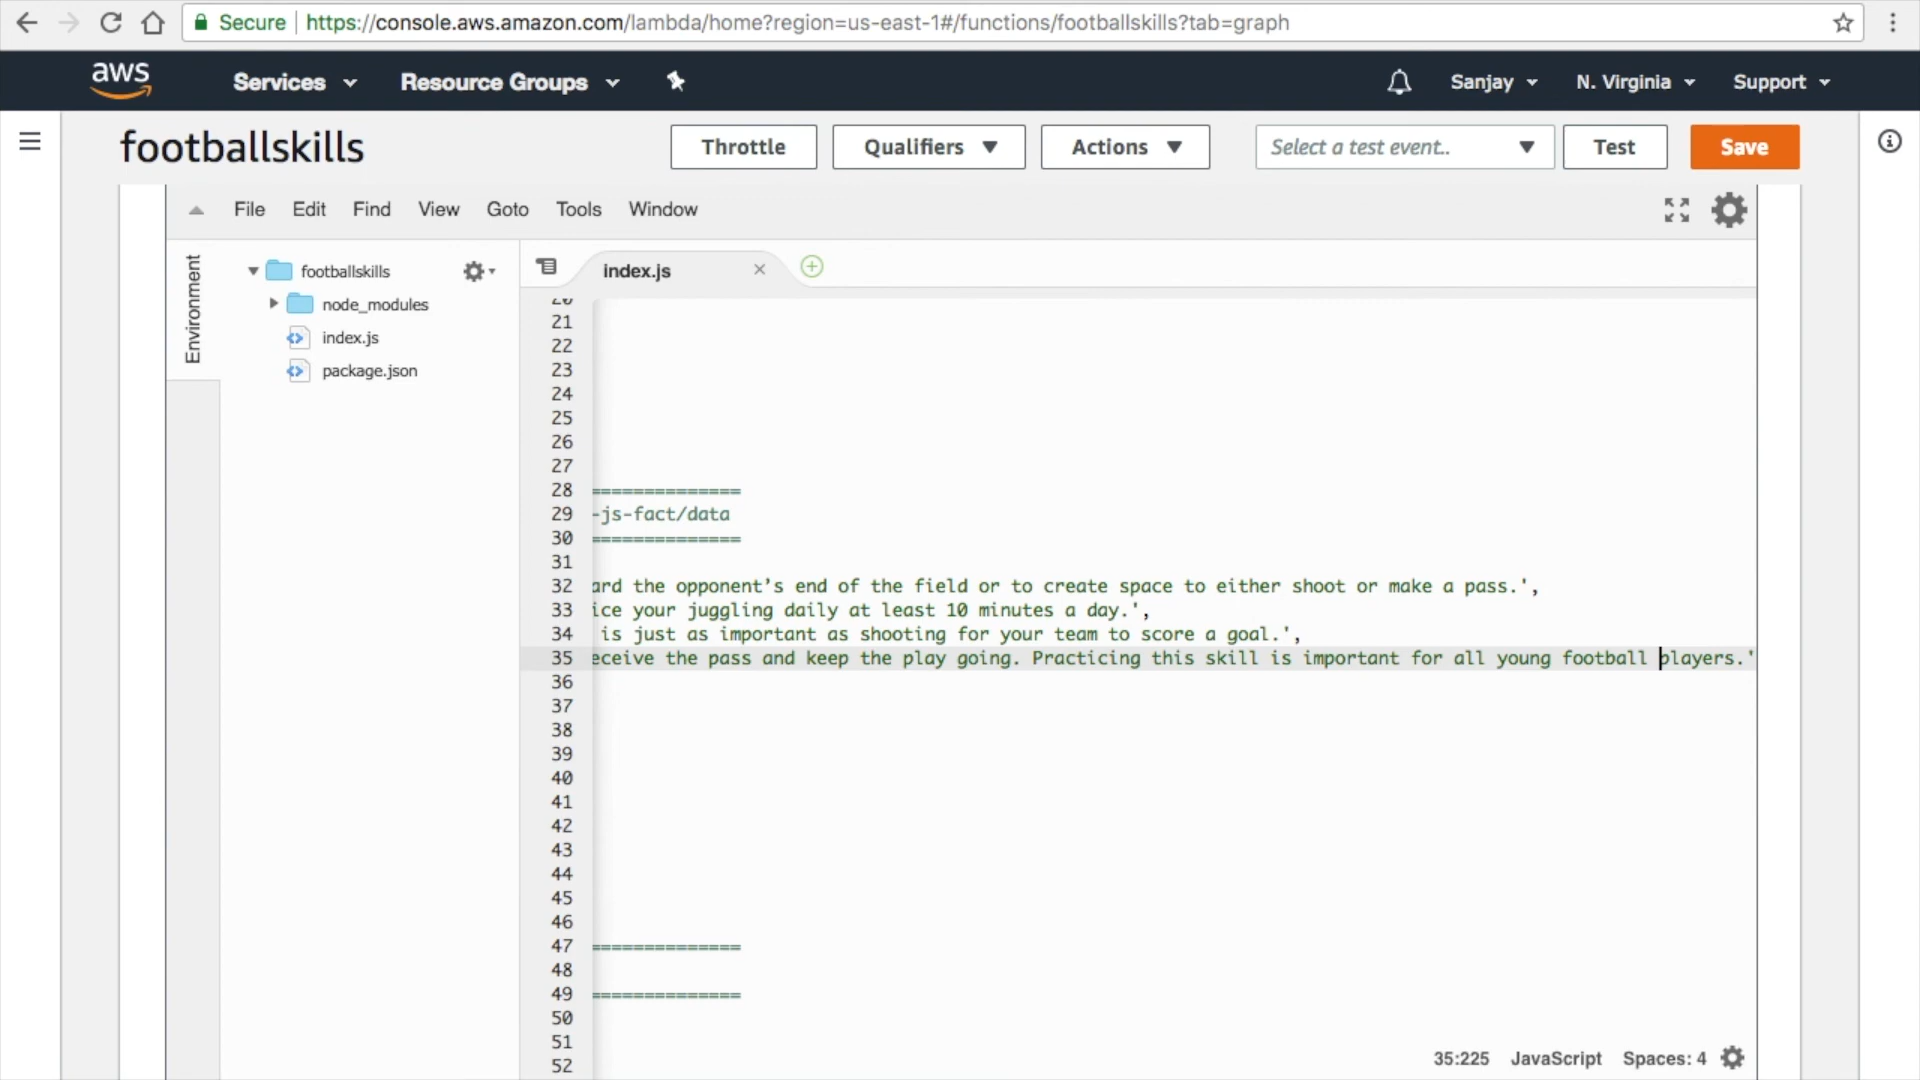 Secure https://console.aws.amazon.com/lambda/home?region=us-east-1#/functions/footballskills?tab=graph
aws Services Resource Groups Sanjay N. Virginia Support
footballskills Throttle Qualifiers Actions Select a test event.. Test Save
File Edit Find View Goto Tools Window
Environment
footballskills
node_modules
index.js
package.json
index.js
20
21
22
23
24
25
26
27
28 ==============
29 -js-fact/data
30 ==============
31
32 ard the opponent’s end of the field or to create space to either shoot or make a pass.',
33 ice your juggling daily at least 10 minutes a day.',
34 is just as important as shooting for your team to score a goal.',
35 eceive the pass and keep the play going. Practicing this skill is important for all young football players.'
36
37
38
39
40
41
42
43
44
45
46
47 ==============
48
49 ==============
50
51
52
35:225 JavaScript Spaces: 4